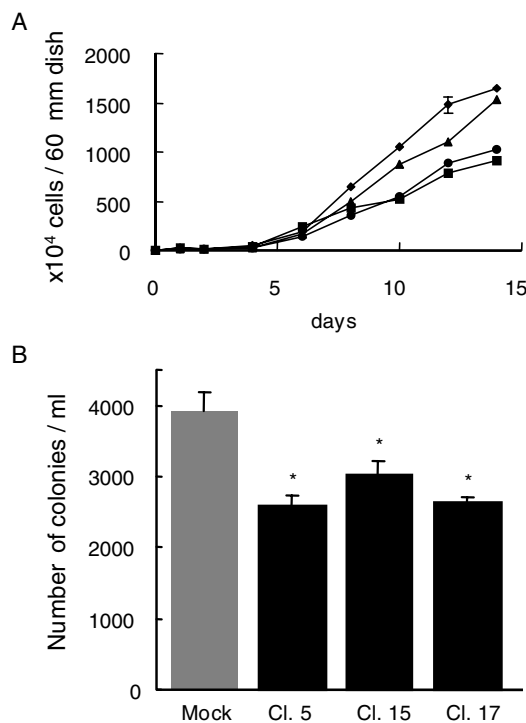 A
x10⁴ cells / 60 mm dish
2000
1500
1000
500
0
0 5 10 15
days
B
Number of colonies / ml
4000
3000
2000
1000
0
* * *
Mock Cl. 5 Cl. 15 Cl. 17